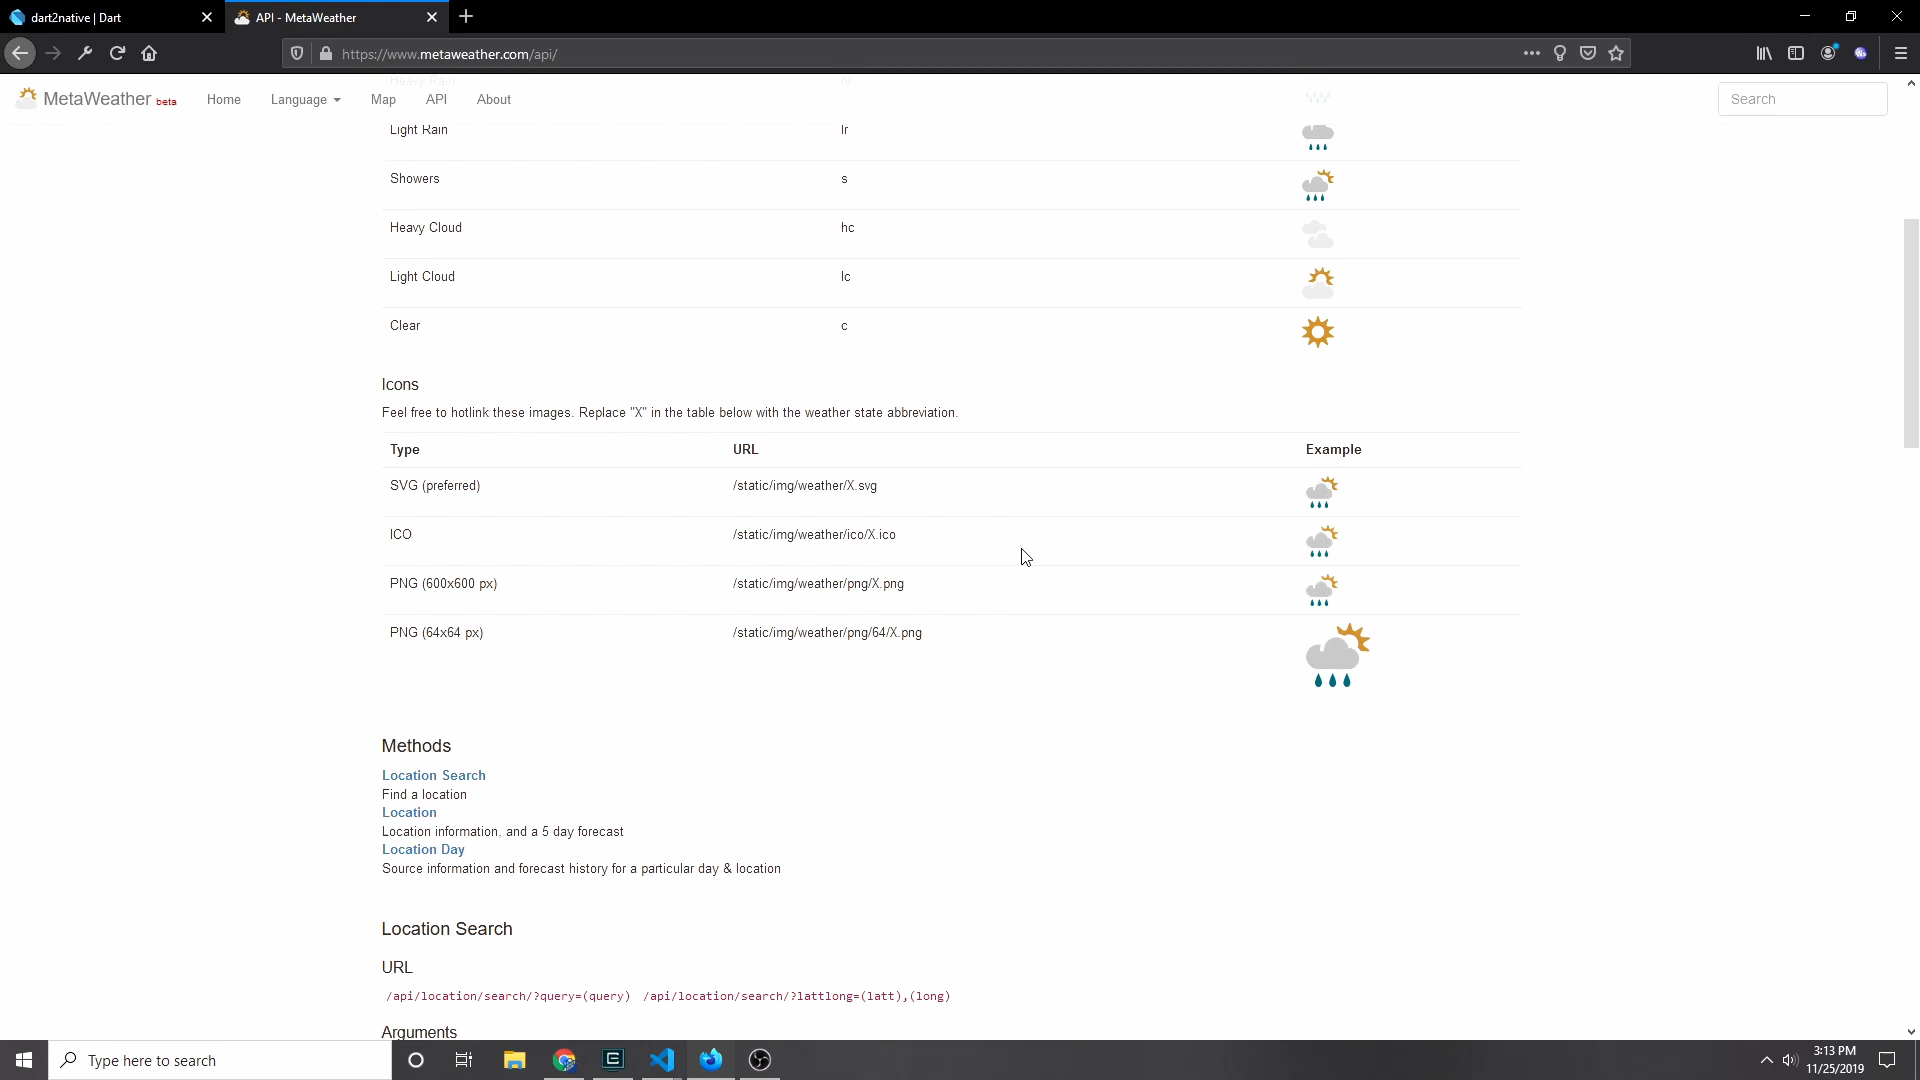 dart2native | Dart
API - MetaWeather
https://www.metaweather.com/api/
MetaWeather beta
Home
Language
Map
API
About
Search
Heavy Rain hr
Light Rain lr
Showers s
Heavy Cloud hc
Light Cloud lc
Clear c
Icons
Feel free to hotlink these images. Replace "X" in the table below with the weather state abbreviation.
Type URL Example
SVG (preferred) /static/img/weather/X.svg
ICO /static/img/weather/ico/X.ico
PNG (600x600 px) /static/img/weather/png/X.png
PNG (64x64 px) /static/img/weather/png/64/X.png
Methods
Location Search
Find a location
Location
Location information, and a 5 day forecast
Location Day
Source information and forecast history for a particular day & location
Location Search
URL
/api/location/search/?query=(query) /api/location/search/?lattlong=(latt),(long)
Arguments
Type here to search
3:13 PM
11/25/2019